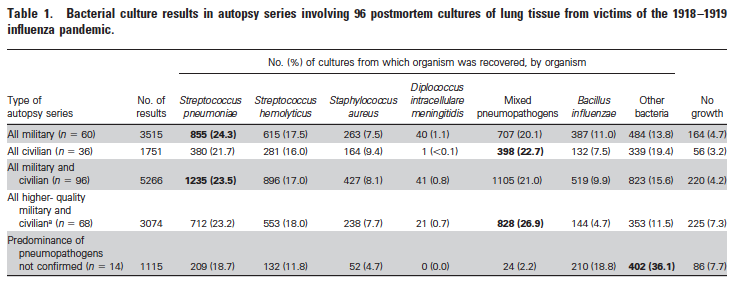 Table 1. Bacterial culture results in autopsy series involving 96 postmortem cultures of lung tissue from victims of the 1918–1919
influenza pandemic.
No. (%) of cultures from which organism was recovered, by organism
Type of autopsy series | No. of results | Streptococcus pneumoniae | Streptococcus hemolyticus | Staphylococcus aureus | Diplococcus intracellulare meningitidis | Mixed pneumopathogens | Bacillus influenzae | Other bacteria | No growth
All military (n = 60) 3515 855 (24.3) 615 (17.5) 263 (7.5) 40 (1.1) 707 (20.1) 387 (11.0) 484 (13.8) 164 (4.7)
All civilian (n = 36) 1751 380 (21.7) 281 (16.0) 164 (9.4) 1 (<0.1) 398 (22.7) 132 (7.5) 339 (19.4) 56 (3.2)
All military and
civilian (n = 96) 5266 1235 (23.5) 896 (17.0) 427 (8.1) 41 (0.8) 1105 (21.0) 519 (9.9) 823 (15.6) 220 (4.2)
All higher- quality
military and
civilianᵃ (n = 68) 3074 712 (23.2) 553 (18.0) 238 (7.7) 21 (0.7) 828 (26.9) 144 (4.7) 353 (11.5) 225 (7.3)
Predominance of
pneumopathogens
not confirmed (n = 14) 1115 209 (18.7) 132 (11.8) 52 (4.7) 0 (0.0) 24 (2.2) 210 (18.8) 402 (36.1) 86 (7.7)